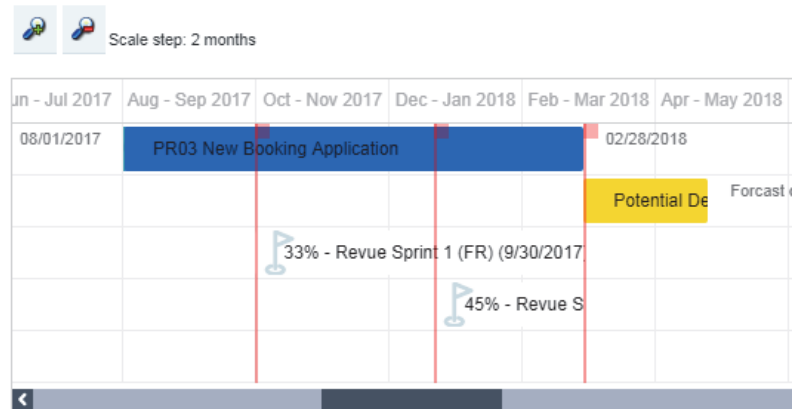 Scale step: 2 months
un - Jul 2017 Aug - Sep 2017 Oct - Nov 2017 Dec - Jan 2018 Feb - Mar 2018 Apr - May 2018
08/01/2017 PR03 New Booking Application 02/28/2018
Potential De Forcast
33% - Revue Sprint 1 (FR) (9/30/2017
45% - Revue S